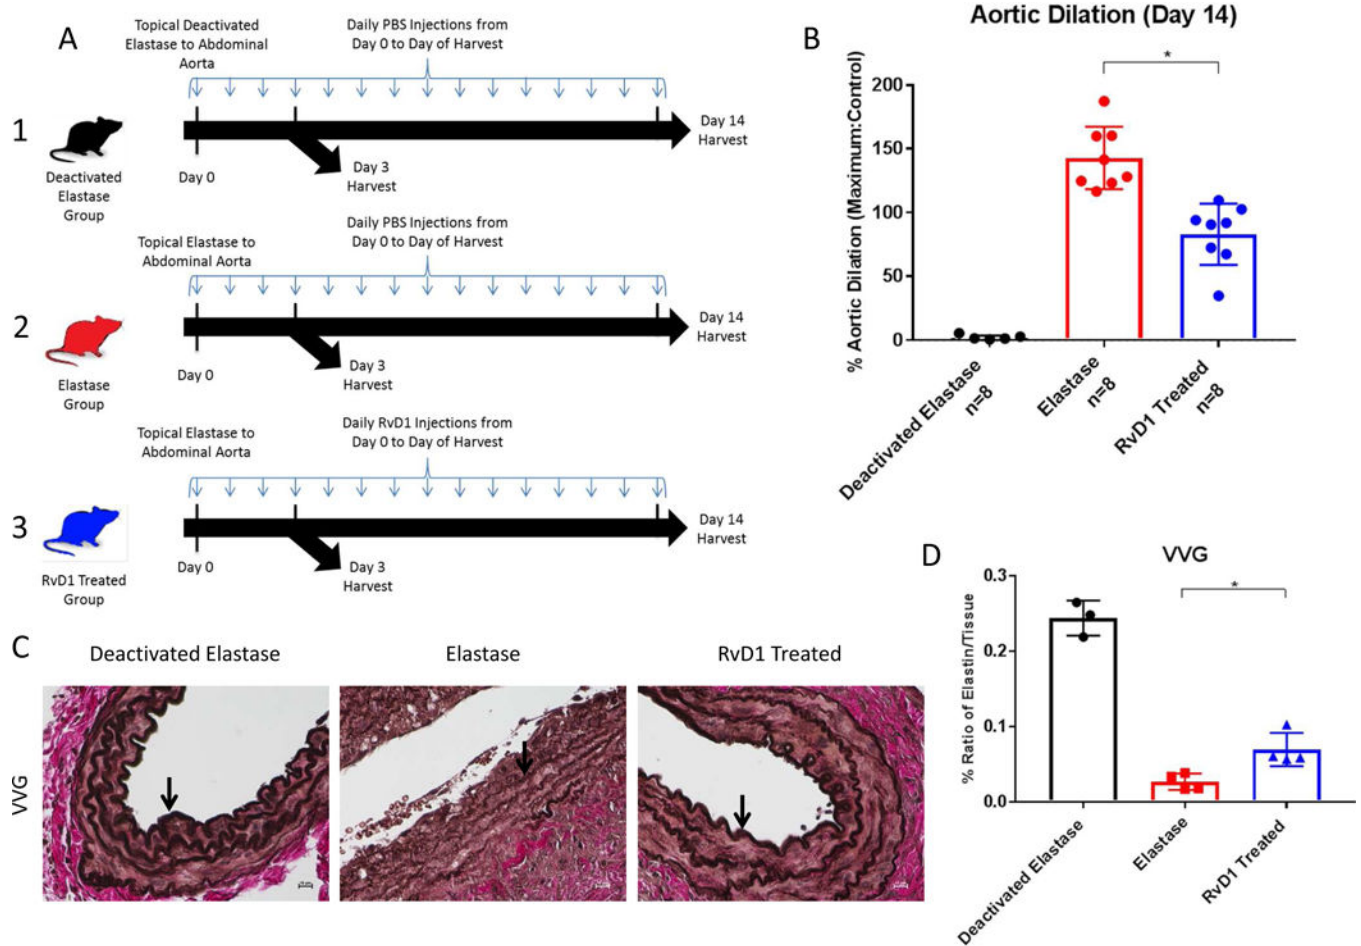 A
Topical Deactivated
Elastase to Abdominal
Aorta
Daily PBS Injections from
Day 0 to Day of Harvest
1
Deactivated
Elastase
Group
Day 0
Day 3
Harvest
Day 14
Harvest
Topical Elastase to
Abdominal Aorta
Daily PBS Injections from
Day 0 to Day of Harvest
2
Elastase
Group
Day 0
Day 3
Harvest
Day 14
Harvest
Topical Elastase to
Abdominal Aorta
Daily RvD1 Injections from
Day 0 to Day of Harvest
3
RvD1 Treated
Group
Day 0
Day 3
Harvest
Day 14
Harvest
B
Aortic Dilation (Day 14)
*
% Aortic Dilation (Maximum:Control)
200
150
100
50
0
Deactivated Elastase
n=8
Elastase
n=8
RvD1 Treated
n=8
C
Deactivated Elastase
Elastase
RvD1 Treated
VVG
D
VVG
*
% Ratio of Elastin/Tissue
0.3
0.2
0.1
0.0
Deactivated Elastase
Elastase
RvD1 Treated